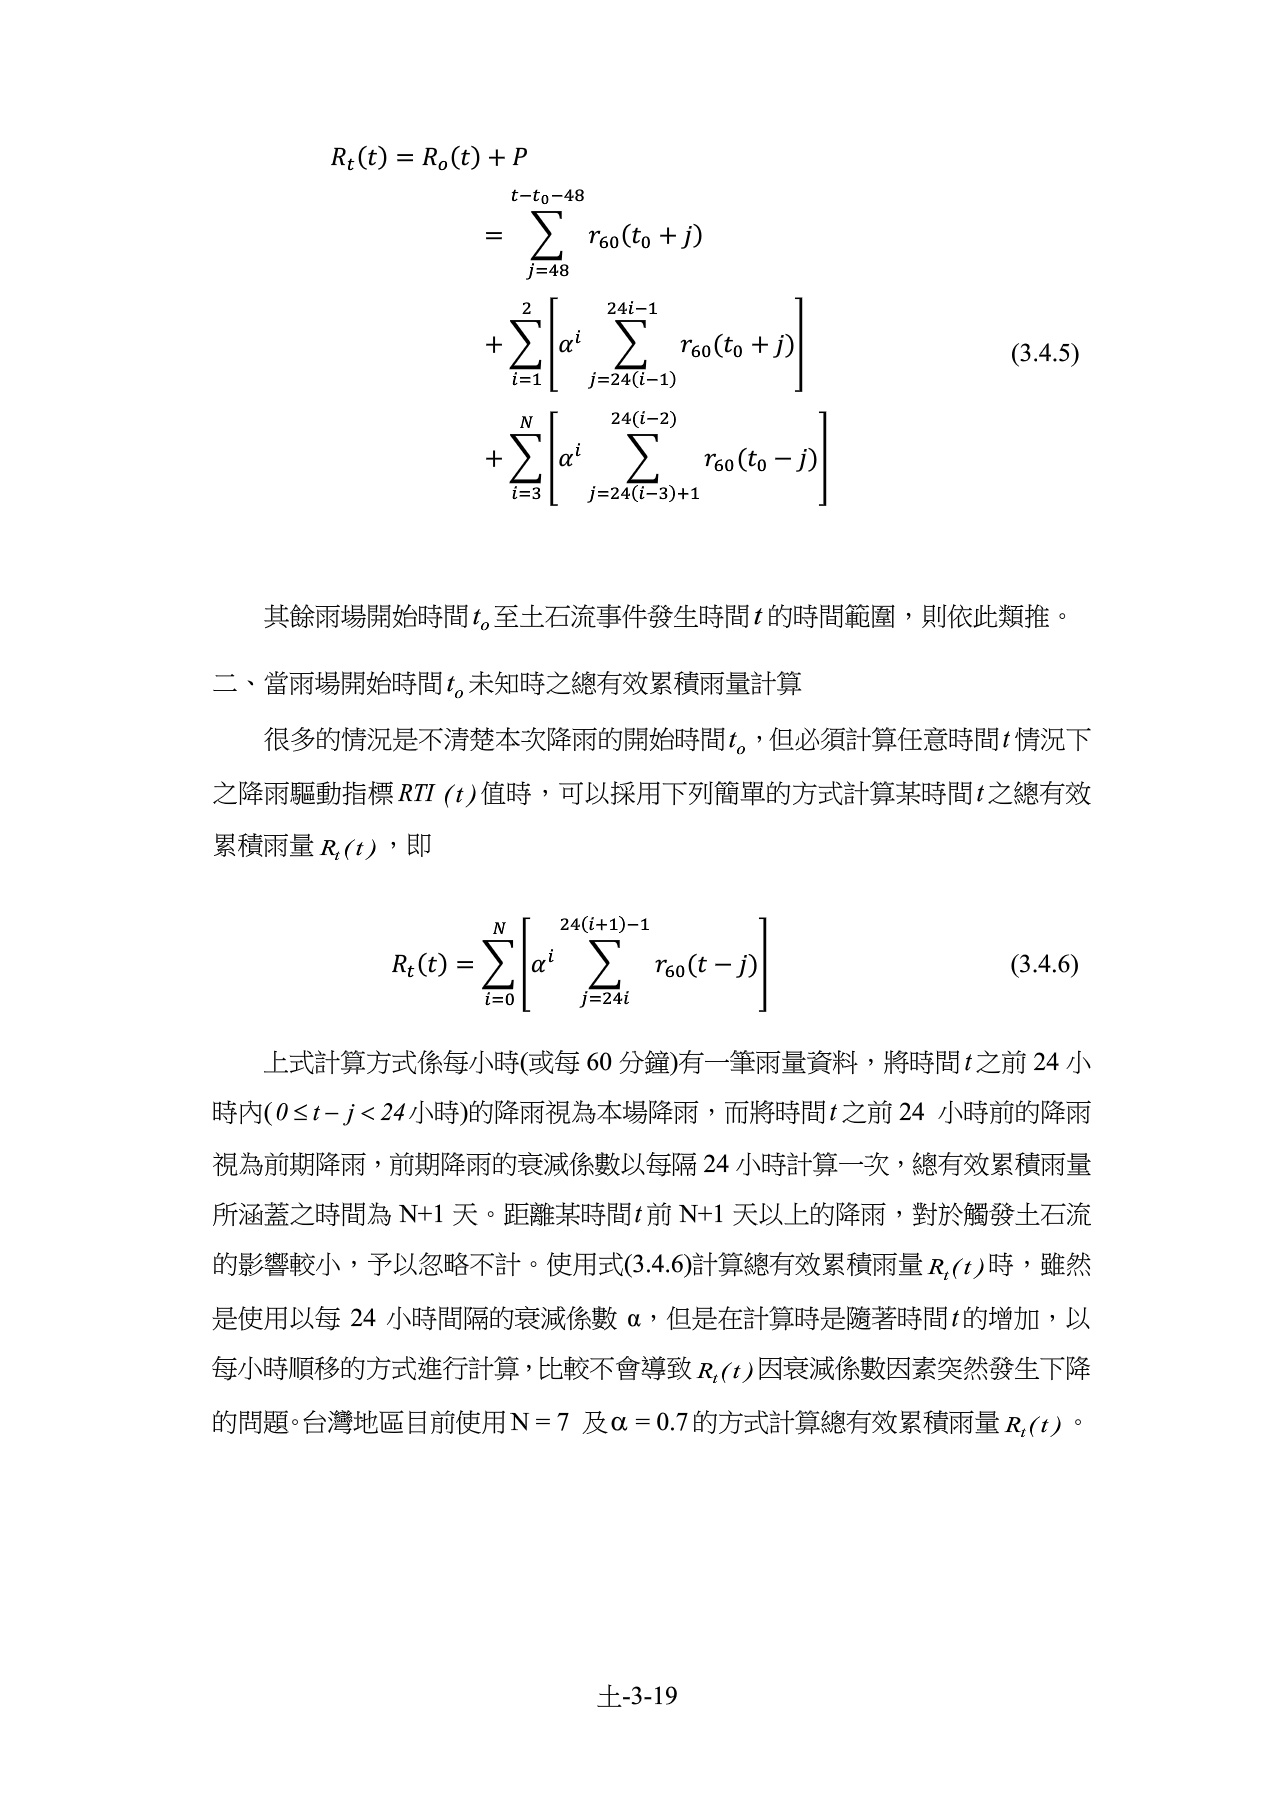 R_t(t) = R_o(t) + P
= \sum_{j=48}^{t-t_0-48} r_{60}(t_0 + j)
+ \sum_{i=1}^{2} \left[ \alpha^i \sum_{j=24(i-1)}^{24i-1} r_{60}(t_0 + j) \right]
(3.4.5)
+ \sum_{i=3}^{N} \left[ \alpha^i \sum_{j=24(i-3)+1}^{24(i-2)} r_{60}(t_0 - j) \right]
其餘雨場開始時間 t_o 至土石流事件發生時間 t 的時間範圍，則依此類推。
二、當雨場開始時間 t_o 未知時之總有效累積雨量計算
很多的情況是不清楚本次降雨的開始時間 t_o，但必須計算任意時間 t 情況下
之降雨驅動指標 RTI (t) 值時，可以採用下列簡單的方式計算某時間 t 之總有效
累積雨量 R_t(t)，即
R_t(t) = \sum_{i=0}^{N} \left[ \alpha^i \sum_{j=24i}^{24(i+1)-1} r_{60}(t - j) \right] (3.4.6)
上式計算方式係每小時(或每 60 分鐘)有一筆雨量資料，將時間 t 之前 24 小
時內( 0 ≤ t − j < 24 小時)的降雨視為本場降雨，而將時間 t 之前 24 小時前的降雨
視為前期降雨，前期降雨的衰減係數以每隔 24 小時計算一次，總有效累積雨量
所涵蓋之時間為 N+1 天。距離某時間 t 前 N+1 天以上的降雨，對於觸發土石流
的影響較小，予以忽略不計。使用式(3.4.6)計算總有效累積雨量 R_t(t) 時，雖然
是使用以每 24 小時間隔的衰減係數 α，但是在計算時是隨著時間 t 的增加，以
每小時順移的方式進行計算，比較不會導致 R_t(t) 因衰減係數因素突然發生下降
的問題。台灣地區目前使用 N = 7 及 α = 0.7 的方式計算總有效累積雨量 R_t(t)。
土-3-19